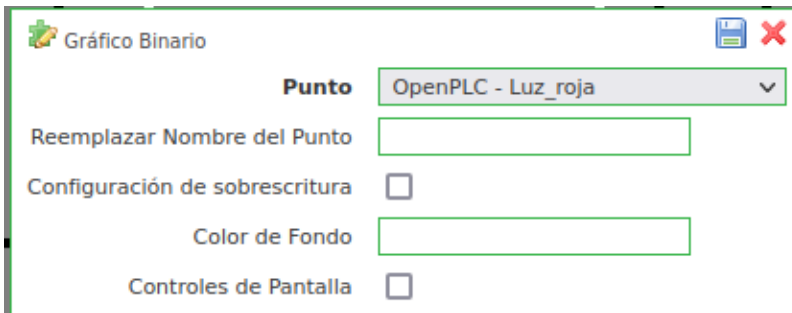 Gráfico Binario
Punto OpenPLC - Luz_roja
Reemplazar Nombre del Punto
Configuración de sobrescritura
Color de Fondo
Controles de Pantalla